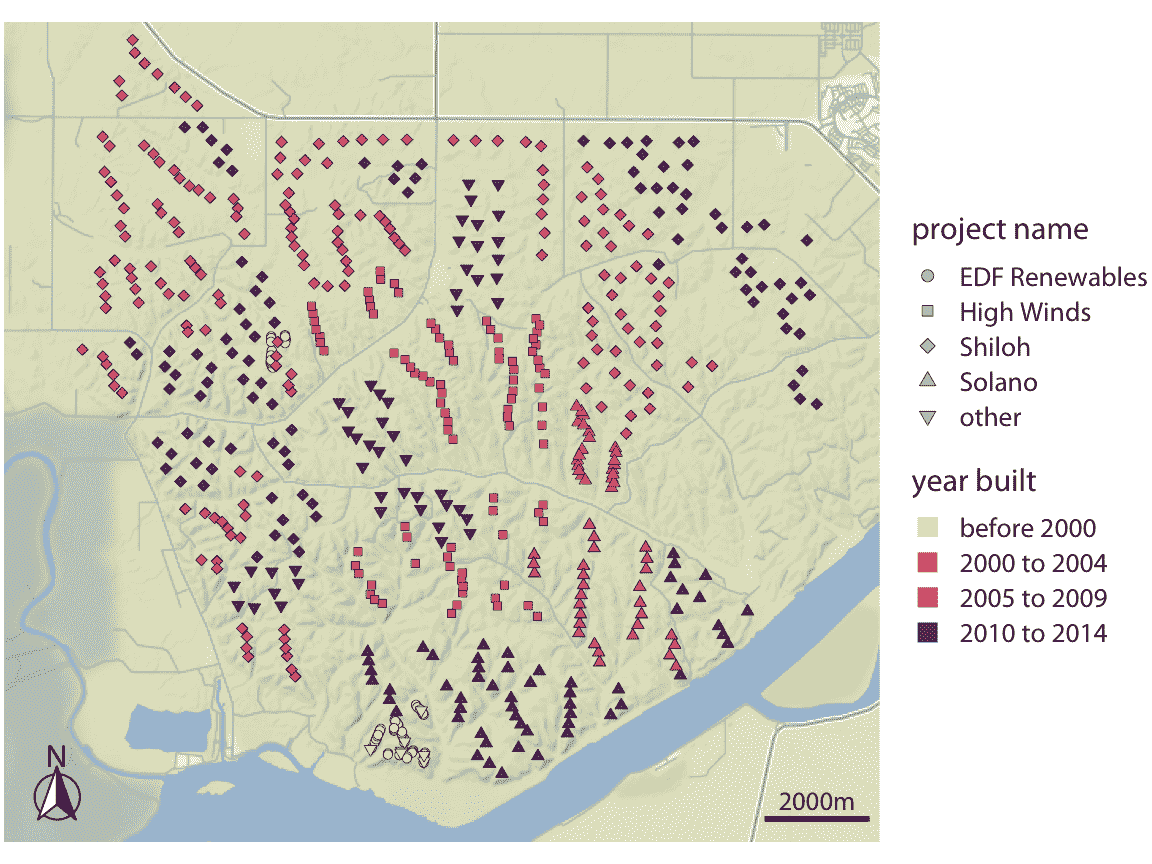 project name
EDF Renewables
High Winds
Shiloh
Solano
other
year built
before 2000
2000 to 2004
2005 to 2009
2010 to 2014
N
2000m